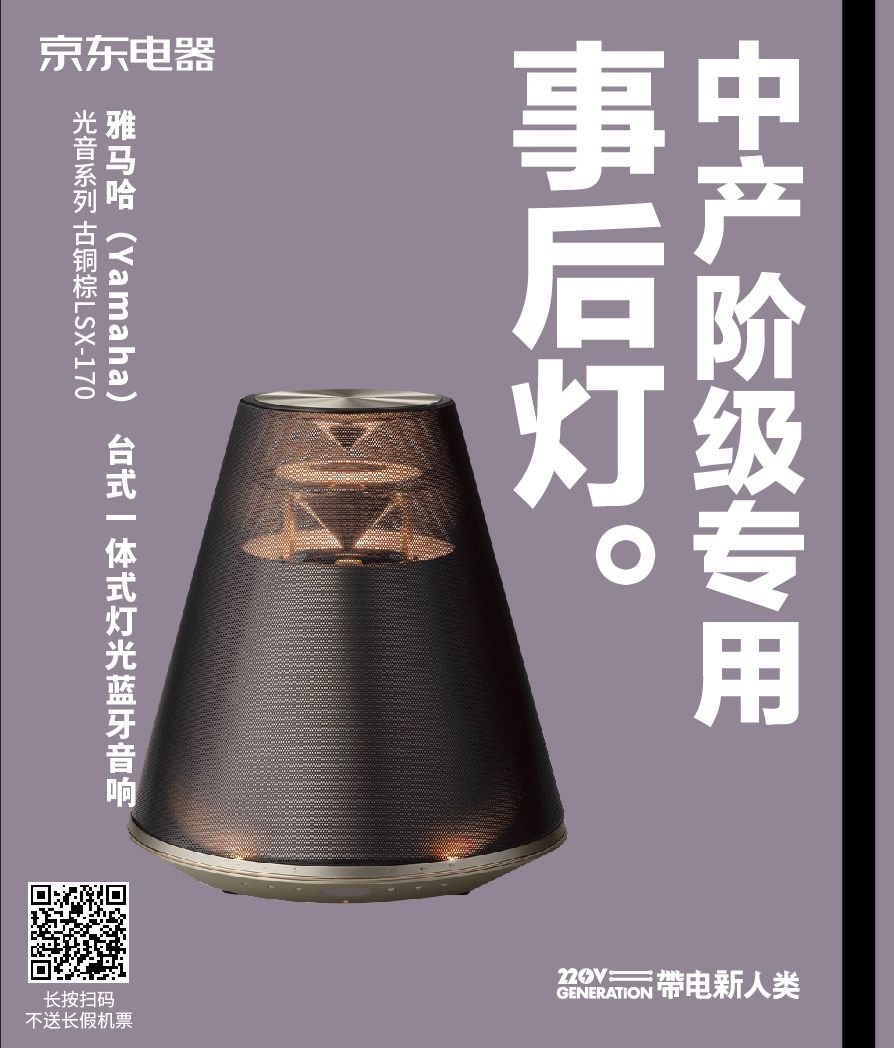 京东电器
中产阶级专用
事后灯。
雅马哈（Yamaha） 台式一体式灯光蓝牙音响
光音系列 古铜棕LSX-170
长按扫码
不送长假机票
220V
GENERATION
帶电新人类